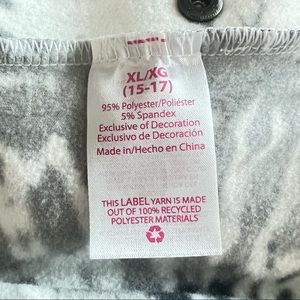 XL/XG
(15-17)
95% Polyester/Poliéster
5% Spandex
Exclusive of Decoration
Exclusivo de Decoración
Made in/Hecho en China
THIS LABEL YARN IS MADE
OUT OF 100% RECYCLED
POLYESTER MATERIALS